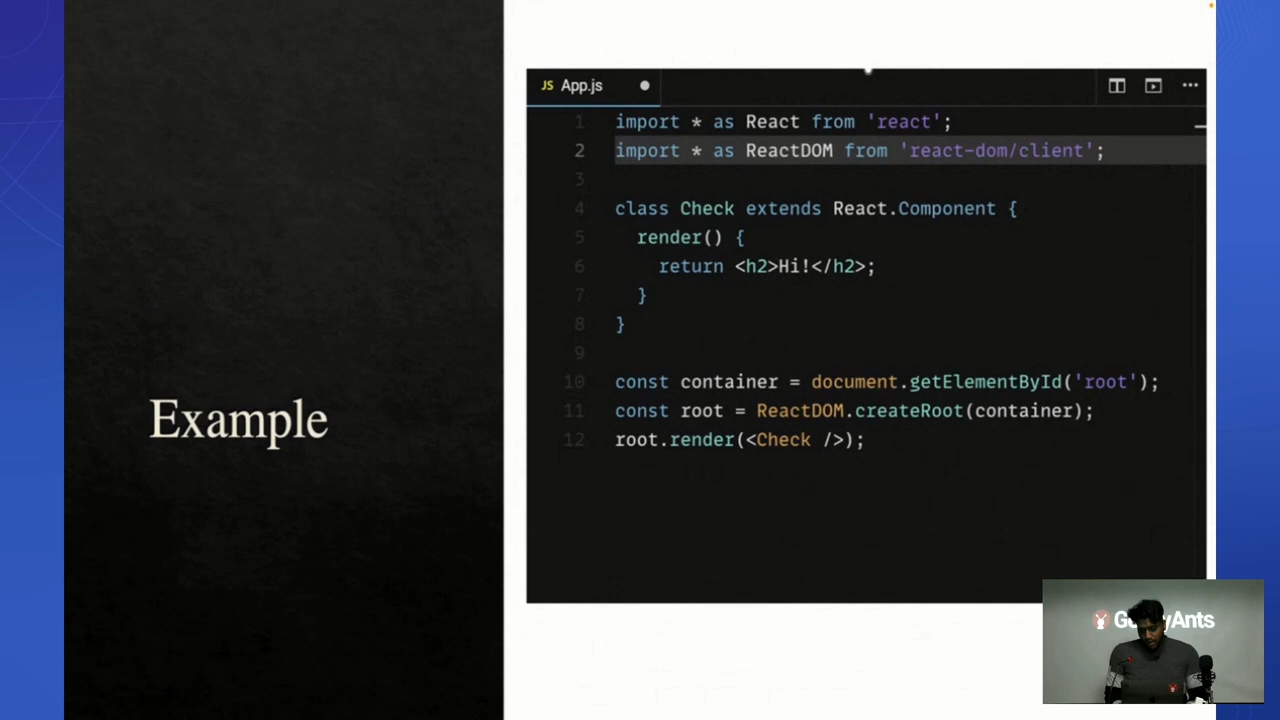 Example
JS App.js
1 import * as React from 'react';
2 import * as ReactDOM from 'react-dom/client';
3
4 class Check extends React.Component {
5 render() {
6 return <h2>Hi!</h2>;
7 }
8 }
9
10 const container = document.getElementById('root');
11 const root = ReactDOM.createRoot(container);
12 root.render(<Check />);